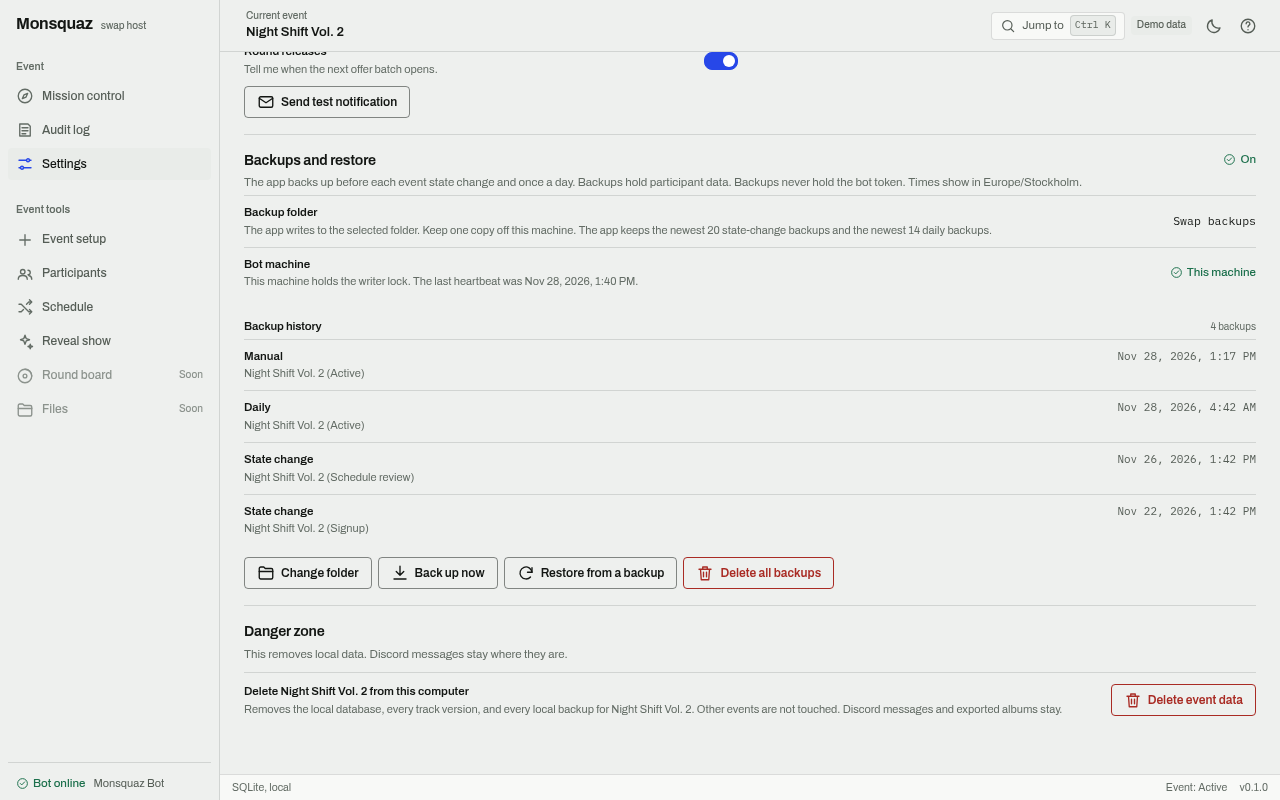 Monsquaz swap host
Event
Mission control
Audit log
Settings
Event tools
Event setup
Participants
Schedule
Reveal show
Round board Soon
Files Soon
Bot online Monsquaz Bot
Current event
Night Shift Vol. 2
Jump to Ctrl K
Demo data
Round releases
Tell me when the next offer batch opens.
Send test notification
Backups and restore
On
The app backs up before each event state change and once a day. Backups hold participant data. Backups never hold the bot token. Times show in Europe/Stockholm.
Backup folder
The app writes to the selected folder. Keep one copy off this machine. The app keeps the newest 20 state-change backups and the newest 14 daily backups.
Swap backups
Bot machine
This machine holds the writer lock. The last heartbeat was Nov 28, 2026, 1:40 PM.
This machine
Backup history
4 backups
Manual
Night Shift Vol. 2 (Active)
Nov 28, 2026, 1:17 PM
Daily
Night Shift Vol. 2 (Active)
Nov 28, 2026, 4:42 AM
State change
Night Shift Vol. 2 (Schedule review)
Nov 26, 2026, 1:42 PM
State change
Night Shift Vol. 2 (Signup)
Nov 22, 2026, 1:42 PM
Change folder
Back up now
Restore from a backup
Delete all backups
Danger zone
This removes local data. Discord messages stay where they are.
Delete Night Shift Vol. 2 from this computer
Removes the local database, every track version, and every local backup for Night Shift Vol. 2. Other events are not touched. Discord messages and exported albums stay.
Delete event data
SQLite, local
Event: Active v0.1.0